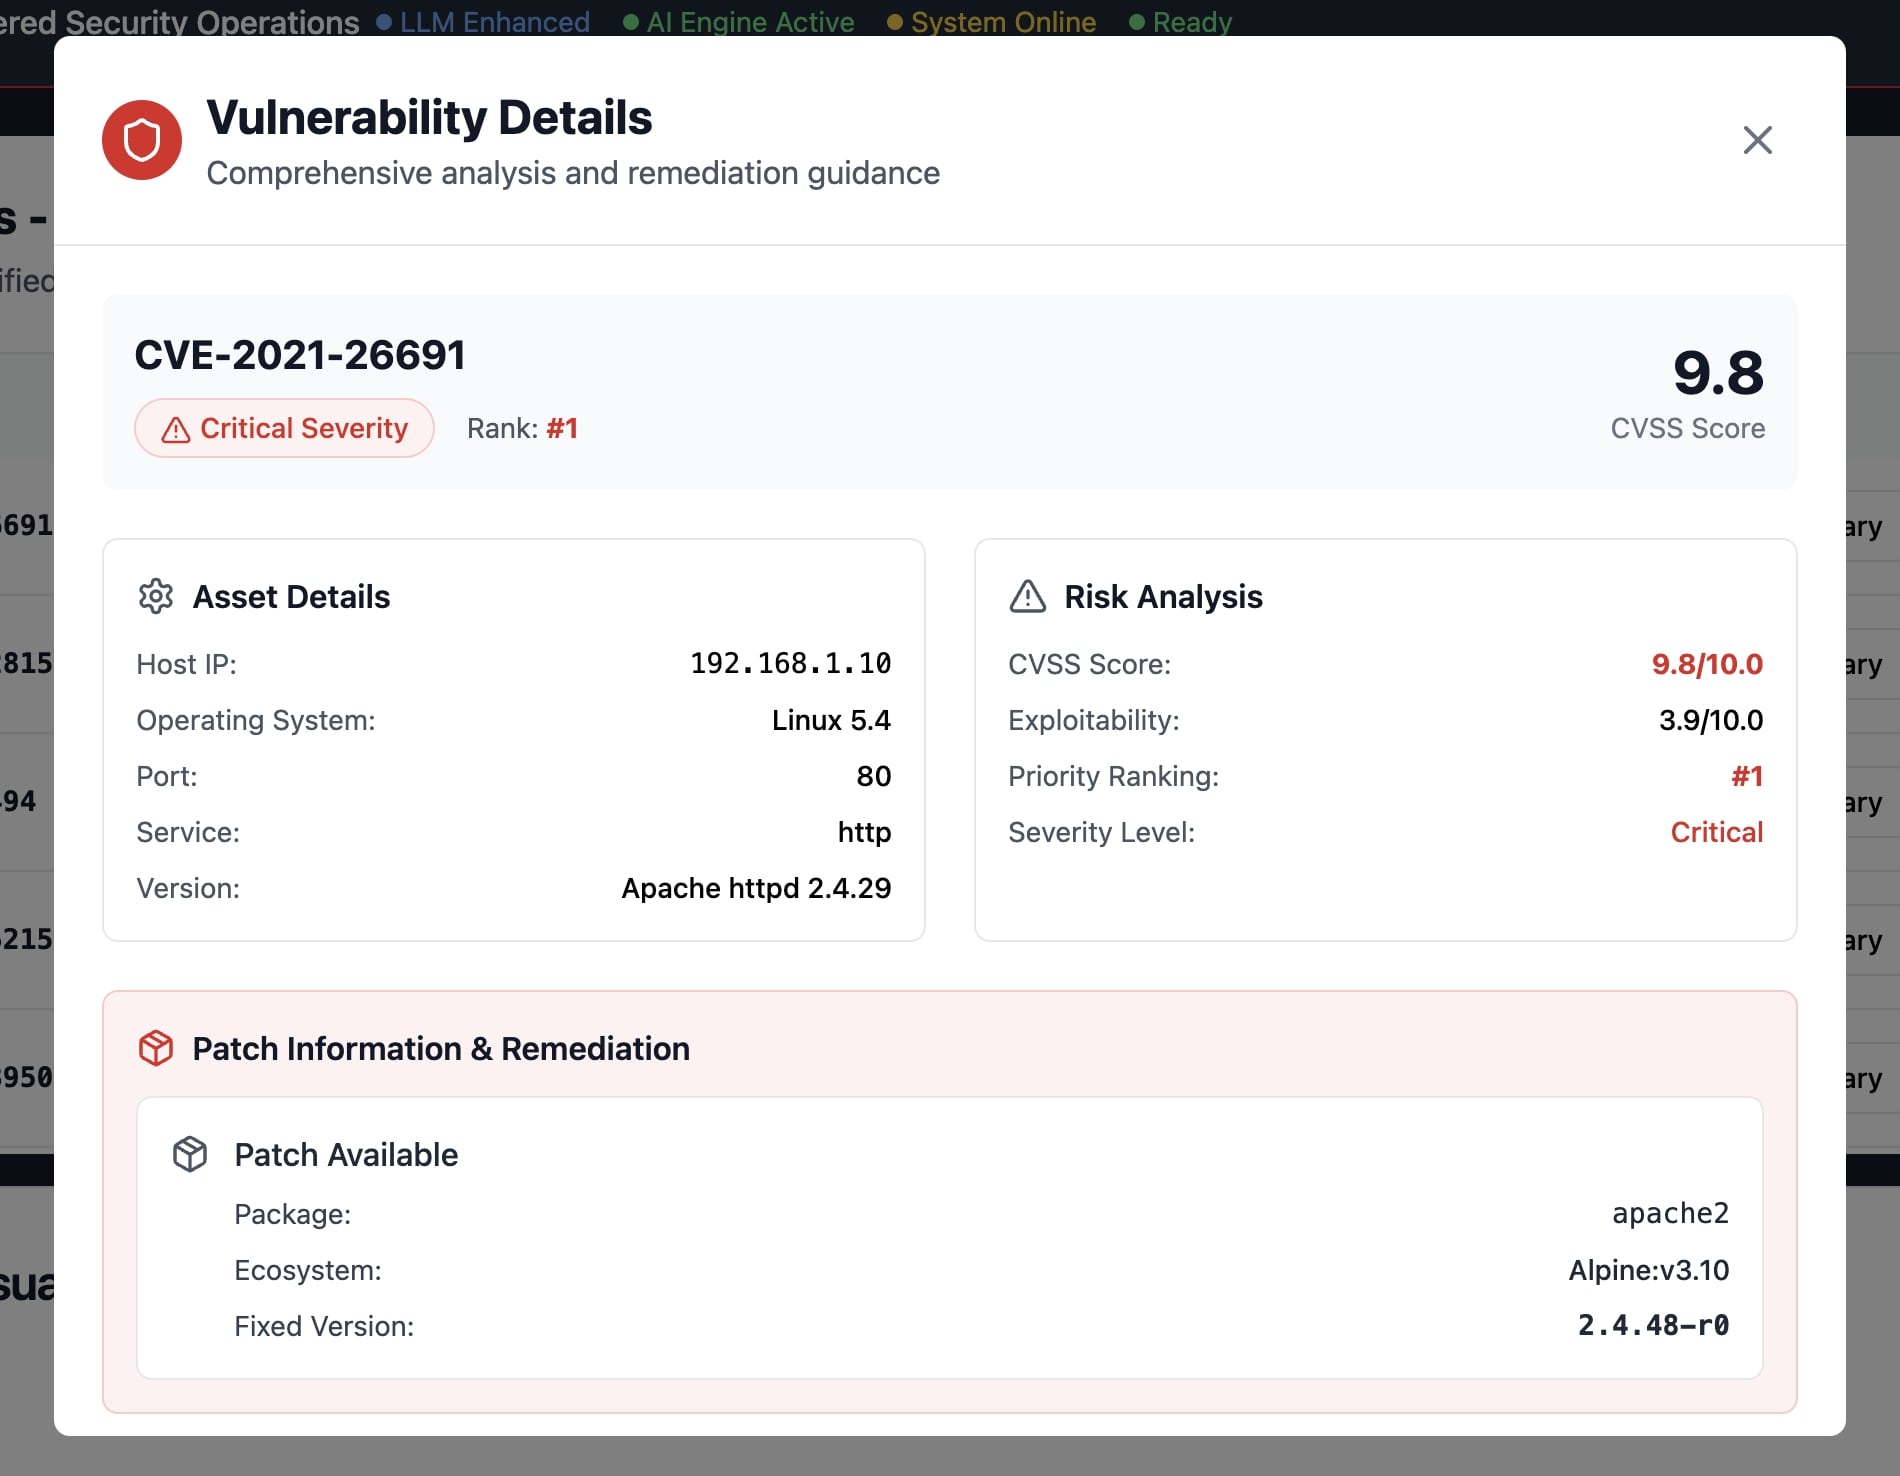 ered Security Operations LLM Enhanced AI Engine Active System Online Ready
Vulnerability Details
Comprehensive analysis and remediation guidance
s -
ified
CVE-2021-26691
9.8
Critical Severity Rank: #1
CVSS Score
6691
ary
Asset Details
Host IP: 192.168.1.10
Operating System: Linux 5.4
Port: 80
Service: http
Version: Apache httpd 2.4.29
Risk Analysis
CVSS Score: 9.8/10.0
Exploitability: 3.9/10.0
Priority Ranking: #1
Severity Level: Critical
2815
ary
94
ary
5215
ary
Patch Information & Remediation
8950
ary
Patch Available
Package: apache2
Ecosystem: Alpine:v3.10
Fixed Version: 2.4.48-r0
sua